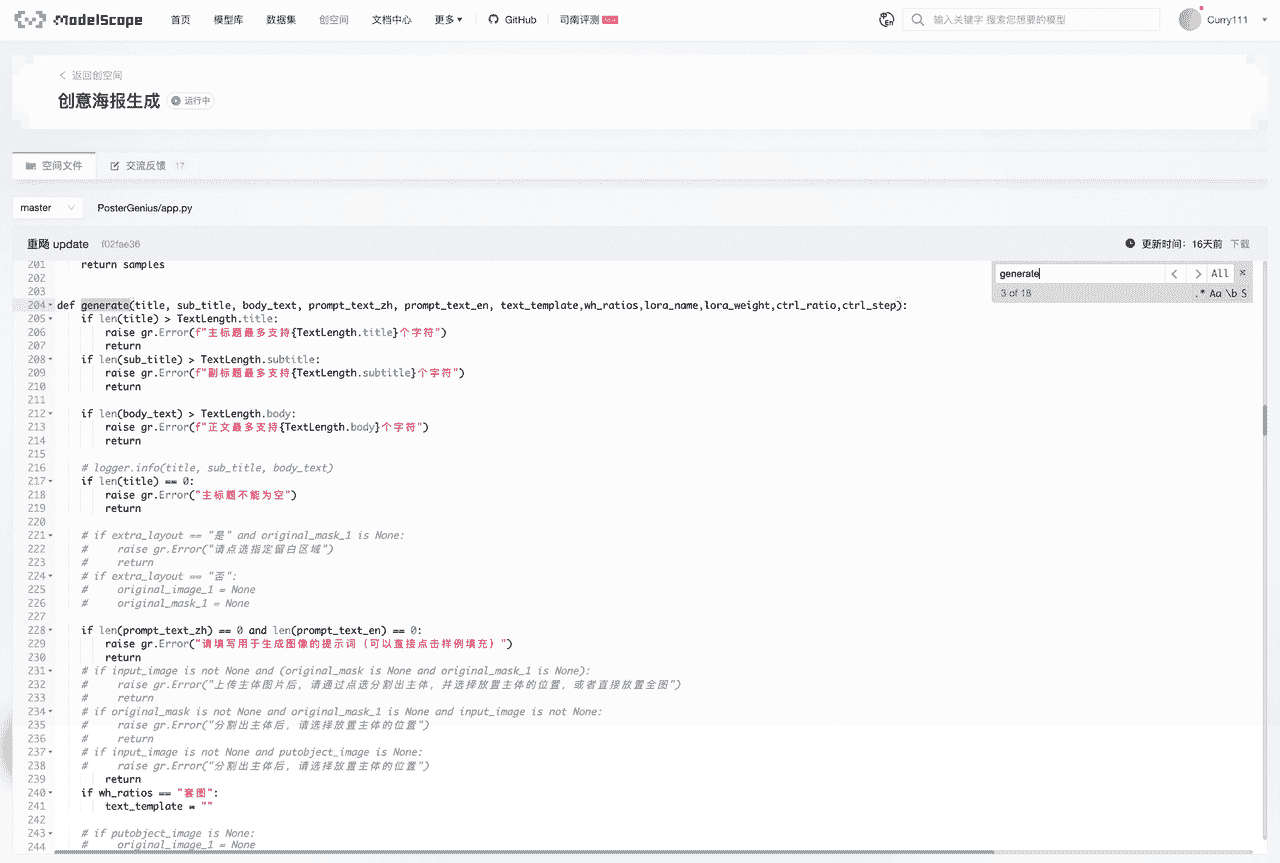 ModelScope 首页 模型库 数据集 创空间 文档中心 更多 GitHub 司南评测 输入关键字 搜索您想要的模型 Curry111
返回创空间
创意海报生成 运行中
空间文件 交流反馈 17
master PosterGenius/app.py
重飏 update f02fae36 更新时间：16天前 下载
generate All ×
3 of 18 .* Aa \b S
201 return samples
202
203
204 def generate(title, sub_title, body_text, prompt_text_zh, prompt_text_en, text_template,wh_ratios,lora_name,lora_weight,ctrl_ratio,ctrl_step):
205 if len(title) > TextLength.title:
206 raise gr.Error(f"主标题最多支持{TextLength.title}个字符")
207 return
208 if len(sub_title) > TextLength.subtitle:
209 raise gr.Error(f"副标题最多支持{TextLength.subtitle}个字符")
210 return
211
212 if len(body_text) > TextLength.body:
213 raise gr.Error(f"正文最多支持{TextLength.body}个字符")
214 return
215
216 # logger.info(title, sub_title, body_text)
217 if len(title) == 0:
218 raise gr.Error("主标题不能为空")
219 return
220
221 # if extra_layout == "是" and original_mask_1 is None:
222 # raise gr.Error("请点选指定留白区域")
223 # return
224 # if extra_layout == "否":
225 # original_image_1 = None
226 # original_mask_1 = None
227
228 if len(prompt_text_zh) == 0 and len(prompt_text_en) == 0:
229 raise gr.Error("请填写用于生成图像的提示词（可以直接点击样例填充）")
230 return
231 # if input_image is not None and (original_mask is None and original_mask_1 is None):
232 # raise gr.Error("上传主体图片后，请通过点选分割出主体，并选择放置主体的位置，或者直接放置全图")
233 # return
234 # if original_mask is not None and original_mask_1 is None and input_image is not None:
235 # raise gr.Error("分割出主体后，请选择放置主体的位置")
236 # return
237 # if input_image is not None and putobject_image is None:
238 # raise gr.Error("分割出主体后，请选择放置主体的位置")
239 return
240 if wh_ratios == "套图":
241 text_template = ""
242
243 # if putobject_image is None:
244 # original_image_1 = None